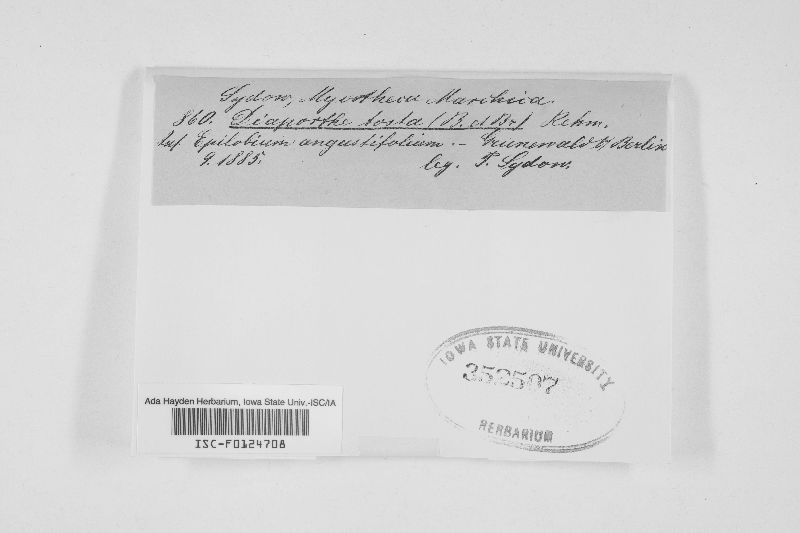 Sydow, Mycotheca Marchica.
860. Diaporthe tosta (B. et Br.) Rehm.
Auf Epilobium angustifolium. – Grunewald b/ Berlin
9. 1885. leg. P. Sydow.
IOWA STATE UNIVERSITY
352507
HERBARIUM
Ada Hayden Herbarium, Iowa State Univ.-ISC/IA
ISC-F0124708